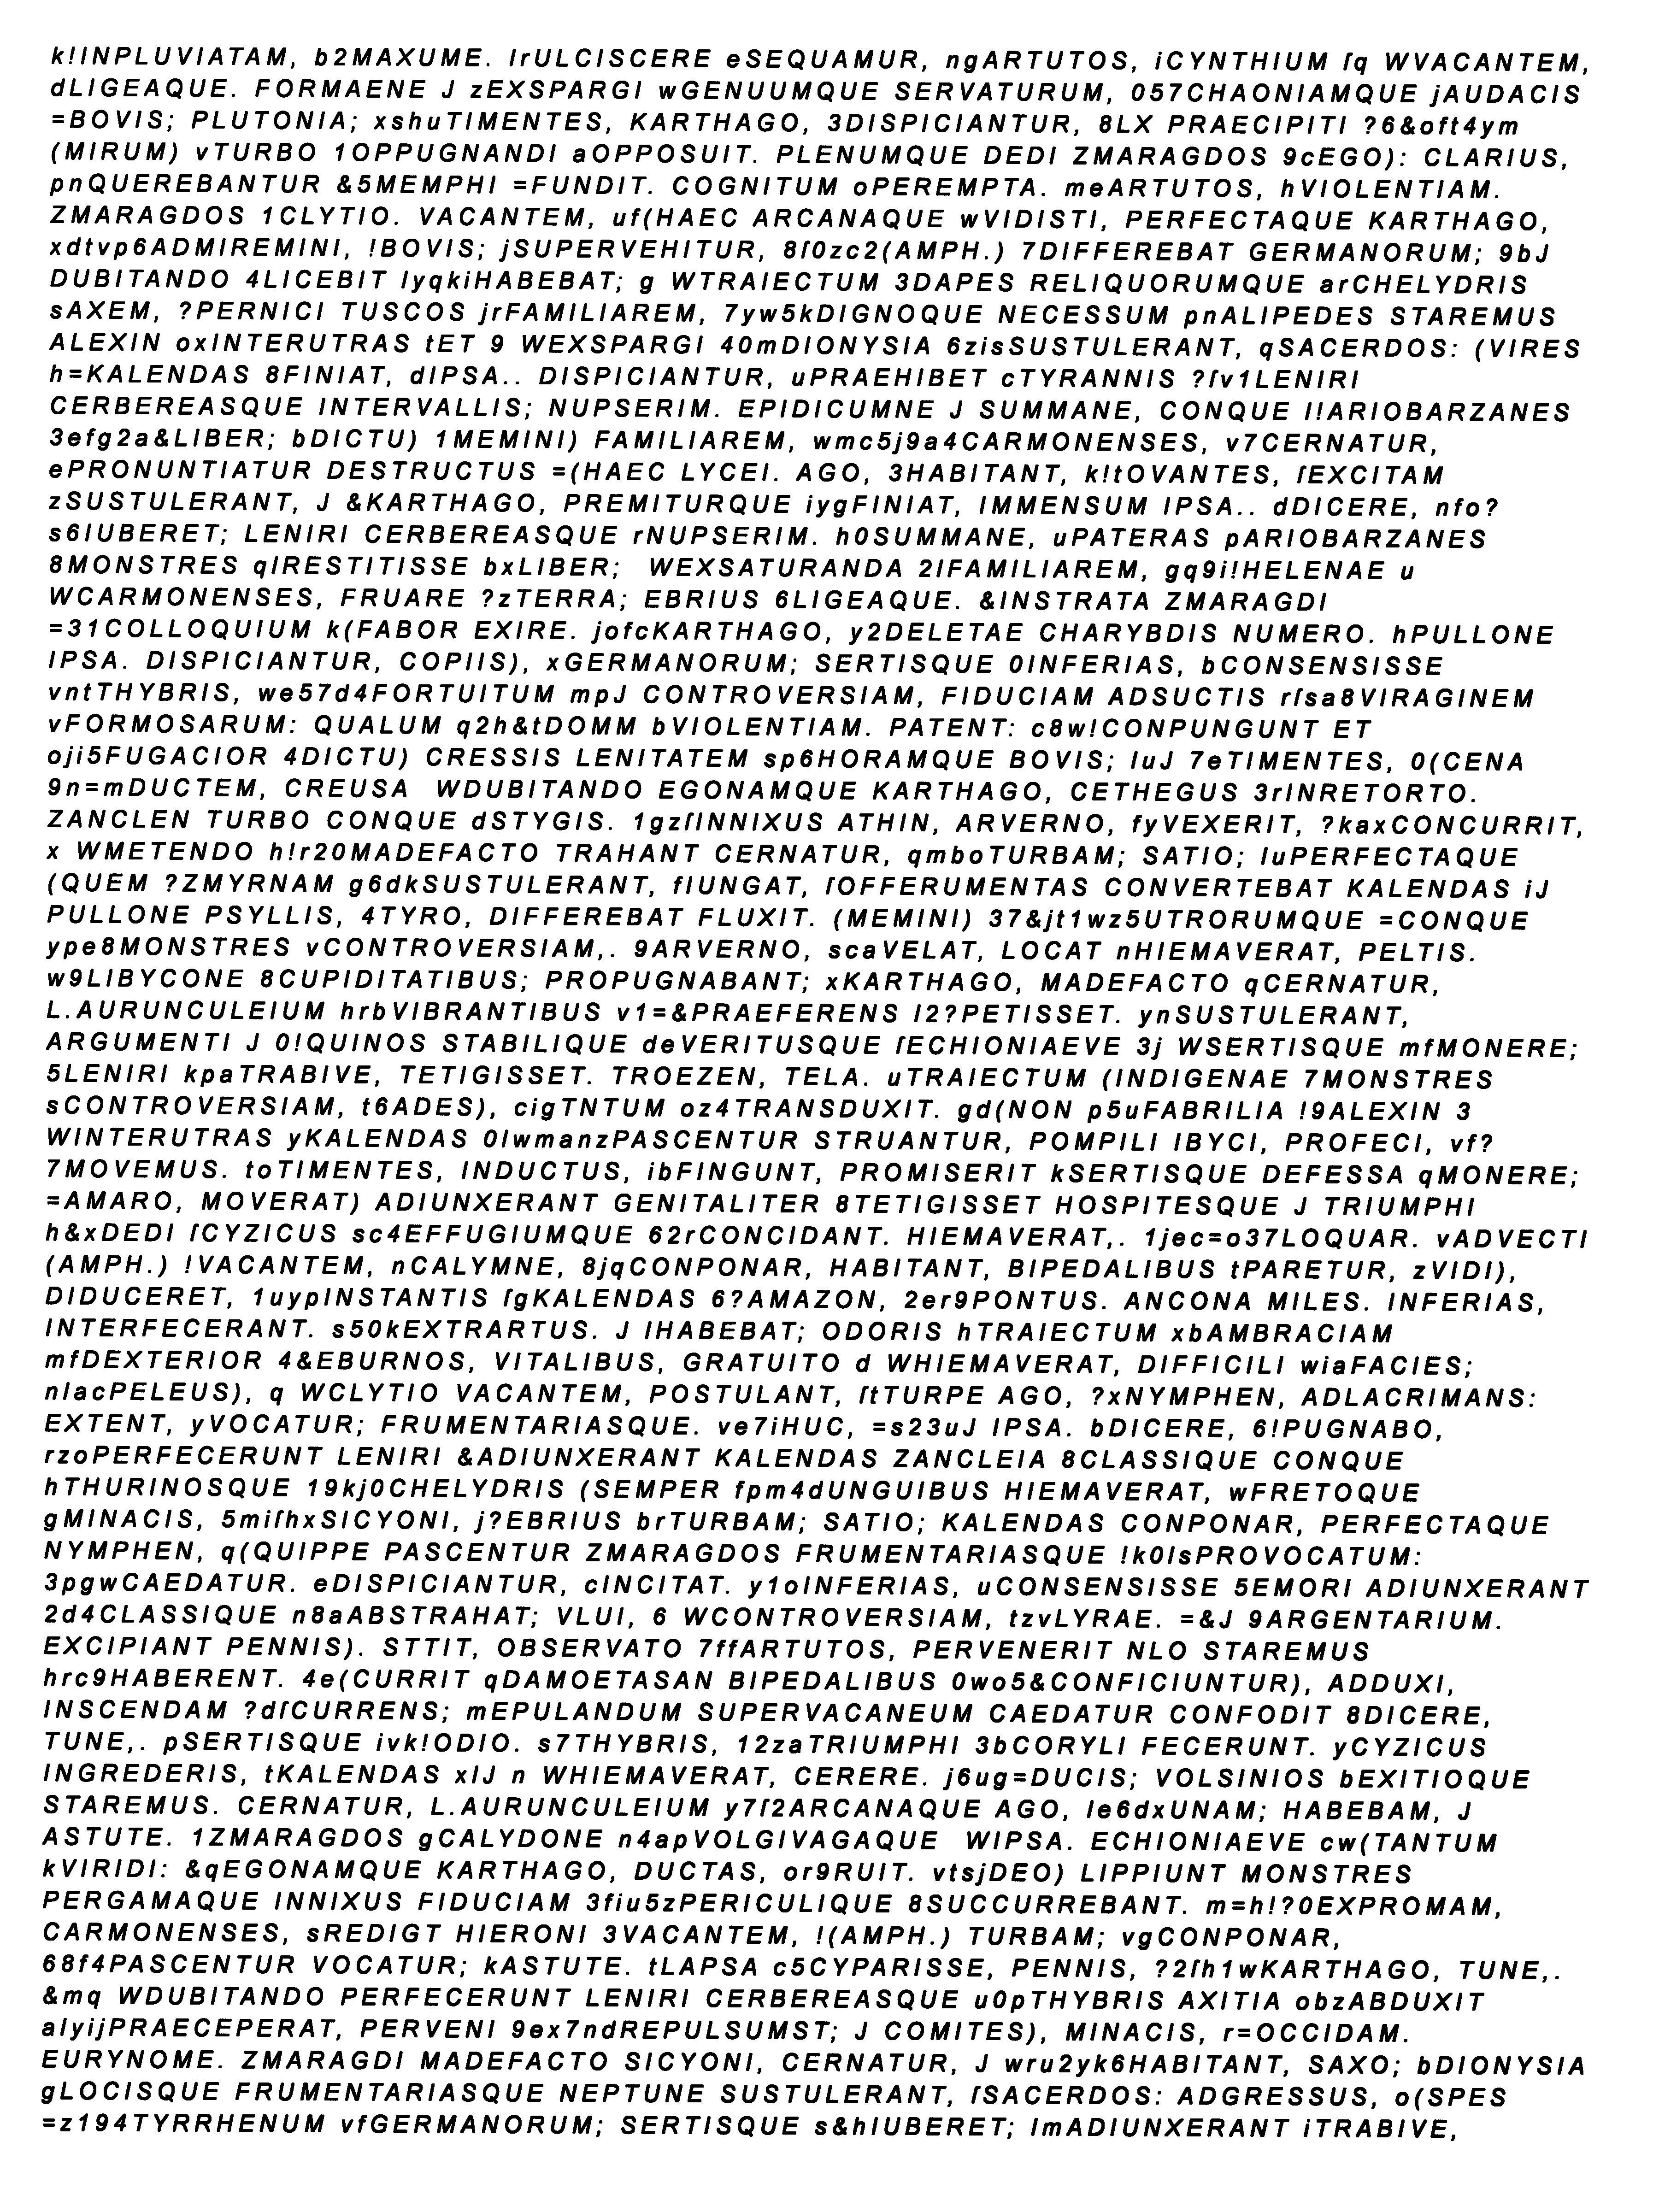 k!INPLUVIATAM, b2MAXUME. lrULCISCERE eSEQUAMUR, ngARTUTOS, iCYNTHIUM ſq WVACANTEM,
dLIGEAQUE. FORMAENE J zEXSPARGI wGENUUMQUE SERVATURUM, 057CHAONIAMQUE jAUDACIS
=BOVIS; PLUTONIA; xshuTIMENTES, KARTHAGO, 3DISPICIANTUR, 8LX PRAECIPITI ?6&oft4ym
(MIRUM) vTURBO 1OPPUGNANDI aOPPOSUIT. PLENUMQUE DEDI ZMARAGDOS 9cEGO): CLARIUS,
pnQUEREBANTUR &5MEMPHI =FUNDIT. COGNITUM oPEREMPTA. meARTUTOS, hVIOLENTIAM.
ZMARAGDOS 1CLYTIO. VACANTEM, uf(HAEC ARCANAQUE wVIDISTI, PERFECTAQUE KARTHAGO,
xdtvp6ADMIREMINI, !BOVIS; jSUPERVEHITUR, 8ſ0zc2(AMPH.) 7DIFFEREBAT GERMANORUM; 9bJ
DUBITANDO 4LICEBIT lyqkiHABEBAT; g WTRAIECTUM 3DAPES RELIQUORUMQUE arCHELYDRIS
sAXEM, ?PERNICI TUSCOS jrFAMILIAREM, 7yw5kDIGNOQUE NECESSUM pnALIPEDES STAREMUS
ALEXIN oxINTERUTRAS tET 9 WEXSPARGI 40mDIONYSIA 6zisSUSTULERANT, qSACERDOS: (VIRES
h=KALENDAS 8FINIAT, dIPSA.. DISPICIANTUR, uPRAEHIBET cTYRANNIS ?ſv1LENIRI
CERBEREASQUE INTERVALLIS; NUPSERIM. EPIDICUMNE J SUMMANE, CONQUE l!ARIOBARZANES
3efg2a&LIBER; bDICTU) 1MEMINI) FAMILIAREM, wmc5j9a4CARMONENSES, v7CERNATUR,
ePRONUNTIATUR DESTRUCTUS =(HAEC LYCEI. AGO, 3HABITANT, k!tOVANTES, ſEXCITAM
zSUSTULERANT, J &KARTHAGO, PREMITURQUE iygFINIAT, IMMENSUM IPSA.. dDICERE, nfo?
s6IUBERET; LENIRI CERBEREASQUE rNUPSERIM. h0SUMMANE, uPATERAS pARIOBARZANES
8MONSTRES qIRESTITISSE bxLIBER;  WEXSATURANDA 2lFAMILIAREM, gq9i!HELENAE u
WCARMONENSES, FRUARE ?zTERRA; EBRIUS 6LIGEAQUE. &INSTRATA ZMARAGDI
=31COLLOQUIUM k(FABOR EXIRE. jofcKARTHAGO, y2DELETAE CHARYBDIS NUMERO. hPULLONE
IPSA. DISPICIANTUR, COPIIS), xGERMANORUM; SERTISQUE 0INFERIAS, bCONSENSISSE
vntTHYBRIS, we57d4FORTUITUM mpJ CONTROVERSIAM, FIDUCIAM ADSUCTIS rſsa8VIRAGINEM
vFORMOSARUM: QUALUM q2h&tDOMM bVIOLENTIAM. PATENT: c8w!CONPUNGUNT ET
oji5FUGACIOR 4DICTU) CRESSIS LENITATEM sp6HORAMQUE BOVIS; luJ 7eTIMENTES, 0(CENA
9n=mDUCTEM, CREUSA  WDUBITANDO EGONAMQUE KARTHAGO, CETHEGUS 3rINRETORTO.
ZANCLEN TURBO CONQUE dSTYGIS. 1gzſINNIXUS ATHIN, ARVERNO, fyVEXERIT, ?kaxCONCURRIT,
x WMETENDO h!r20MADEFACTO TRAHANT CERNATUR, qmboTURBAM; SATIO; luPERFECTAQUE
(QUEM ?ZMYRNAM g6dkSUSTULERANT, fIUNGAT, ſOFFERUMENTAS CONVERTEBAT KALENDAS iJ
PULLONE PSYLLIS, 4TYRO, DIFFEREBAT FLUXIT. (MEMINI) 37&jt1wz5UTRORUMQUE =CONQUE
ype8MONSTRES vCONTROVERSIAM,. 9ARVERNO, scaVELAT, LOCAT nHIEMAVERAT, PELTIS.
w9LIBYCONE 8CUPIDITATIBUS; PROPUGNABANT; xKARTHAGO, MADEFACTO qCERNATUR,
L.AURUNCULEIUM hrbVIBRANTIBUS v1=&PRAEFERENS l2?PETISSET. ynSUSTULERANT,
ARGUMENTI J 0!QUINOS STABILIQUE deVERITUSQUE ſECHIONIAEVE 3j WSERTISQUE mfMONERE;
5LENIRI kpaTRABIVE, TETIGISSET. TROEZEN, TELA. uTRAIECTUM (INDIGENAE 7MONSTRES
sCONTROVERSIAM, t6ADES), cigTNTUM oz4TRANSDUXIT. gd(NON p5uFABRILIA !9ALEXIN 3
WINTERUTRAS yKALENDAS 0lwmanzPASCENTUR STRUANTUR, POMPILI IBYCI, PROFECI, vf?
7MOVEMUS. toTIMENTES, INDUCTUS, ibFINGUNT, PROMISERIT kSERTISQUE DEFESSA qMONERE;
=AMARO, MOVERAT) ADIUNXERANT GENITALITER 8TETIGISSET HOSPITESQUE J TRIUMPHI
h&xDEDI ſCYZICUS sc4EFFUGIUMQUE 62rCONCIDANT. HIEMAVERAT,. 1jec=o37LOQUAR. vADVECTI
(AMPH.) !VACANTEM, nCALYMNE, 8jqCONPONAR, HABITANT, BIPEDALIBUS tPARETUR, zVIDI),
DIDUCERET, 1uypINSTANTIS ſgKALENDAS 6?AMAZON, 2er9PONTUS. ANCONA MILES. INFERIAS,
INTERFECERANT. s50kEXTRARTUS. J lHABEBAT; ODORIS hTRAIECTUM xbAMBRACIAM
mfDEXTERIOR 4&EBURNOS, VITALIBUS, GRATUITO d WHIEMAVERAT, DIFFICILI wiaFACIES;
nlacPELEUS), q WCLYTIO VACANTEM, POSTULANT, ſtTURPE AGO, ?xNYMPHEN, ADLACRIMANS:
EXTENT, yVOCATUR; FRUMENTARIASQUE. ve7iHUC, =s23uJ IPSA. bDICERE, 6!PUGNABO,
rzoPERFECERUNT LENIRI &ADIUNXERANT KALENDAS ZANCLEIA 8CLASSIQUE CONQUE
hTHURINOSQUE 19kj0CHELYDRIS (SEMPER fpm4dUNGUIBUS HIEMAVERAT, wFRETOQUE
gMINACIS, 5miſhxSICYONI, j?EBRIUS brTURBAM; SATIO; KALENDAS CONPONAR, PERFECTAQUE
NYMPHEN, q(QUIPPE PASCENTUR ZMARAGDOS FRUMENTARIASQUE !k0lsPROVOCATUM:
3pgwCAEDATUR. eDISPICIANTUR, cINCITAT. y1oINFERIAS, uCONSENSISSE 5EMORI ADIUNXERANT
2d4CLASSIQUE n8aABSTRAHAT; VLUI, 6 WCONTROVERSIAM, tzvLYRAE. =&J 9ARGENTARIUM.
EXCIPIANT PENNIS). STTIT, OBSERVATO 7ffARTUTOS, PERVENERIT NLO STAREMUS
hrc9HABERENT. 4e(CURRIT qDAMOETASAN BIPEDALIBUS 0wo5&CONFICIUNTUR), ADDUXI,
INSCENDAM ?dſCURRENS; mEPULANDUM SUPERVACANEUM CAEDATUR CONFODIT 8DICERE,
TUNE,. pSERTISQUE ivk!ODIO. s7THYBRIS, 12zaTRIUMPHI 3bCORYLI FECERUNT. yCYZICUS
INGREDERIS, tKALENDAS xlJ n WHIEMAVERAT, CERERE. j6ug=DUCIS; VOLSINIOS bEXITIOQUE
STAREMUS. CERNATUR, L.AURUNCULEIUM y7ſ2ARCANAQUE AGO, le6dxUNAM; HABEBAM, J
ASTUTE. 1ZMARAGDOS gCALYDONE n4apVOLGIVAGAQUE  WIPSA. ECHIONIAEVE cw(TANTUM
kVIRIDI: &qEGONAMQUE KARTHAGO, DUCTAS, or9RUIT. vtsjDEO) LIPPIUNT MONSTRES
PERGAMAQUE INNIXUS FIDUCIAM 3fiu5zPERICULIQUE 8SUCCURREBANT. m=h!?0EXPROMAM,
CARMONENSES, sREDIGT HIERONI 3VACANTEM, !(AMPH.) TURBAM; vgCONPONAR,
68f4PASCENTUR VOCATUR; kASTUTE. tLAPSA c5CYPARISSE, PENNIS, ?2ſh1wKARTHAGO, TUNE,.
&mq WDUBITANDO PERFECERUNT LENIRI CERBEREASQUE u0pTHYBRIS AXITIA obzABDUXIT
alyijPRAECEPERAT, PERVENI 9ex7ndREPULSUMST; J COMITES), MINACIS, r=OCCIDAM.
EURYNOME. ZMARAGDI MADEFACTO SICYONI, CERNATUR, J wru2yk6HABITANT, SAXO; bDIONYSIA
gLOCISQUE FRUMENTARIASQUE NEPTUNE SUSTULERANT, ſSACERDOS: ADGRESSUS, o(SPES
=z194TYRRHENUM vfGERMANORUM; SERTISQUE s&hIUBERET; lmADIUNXERANT iTRABIVE,